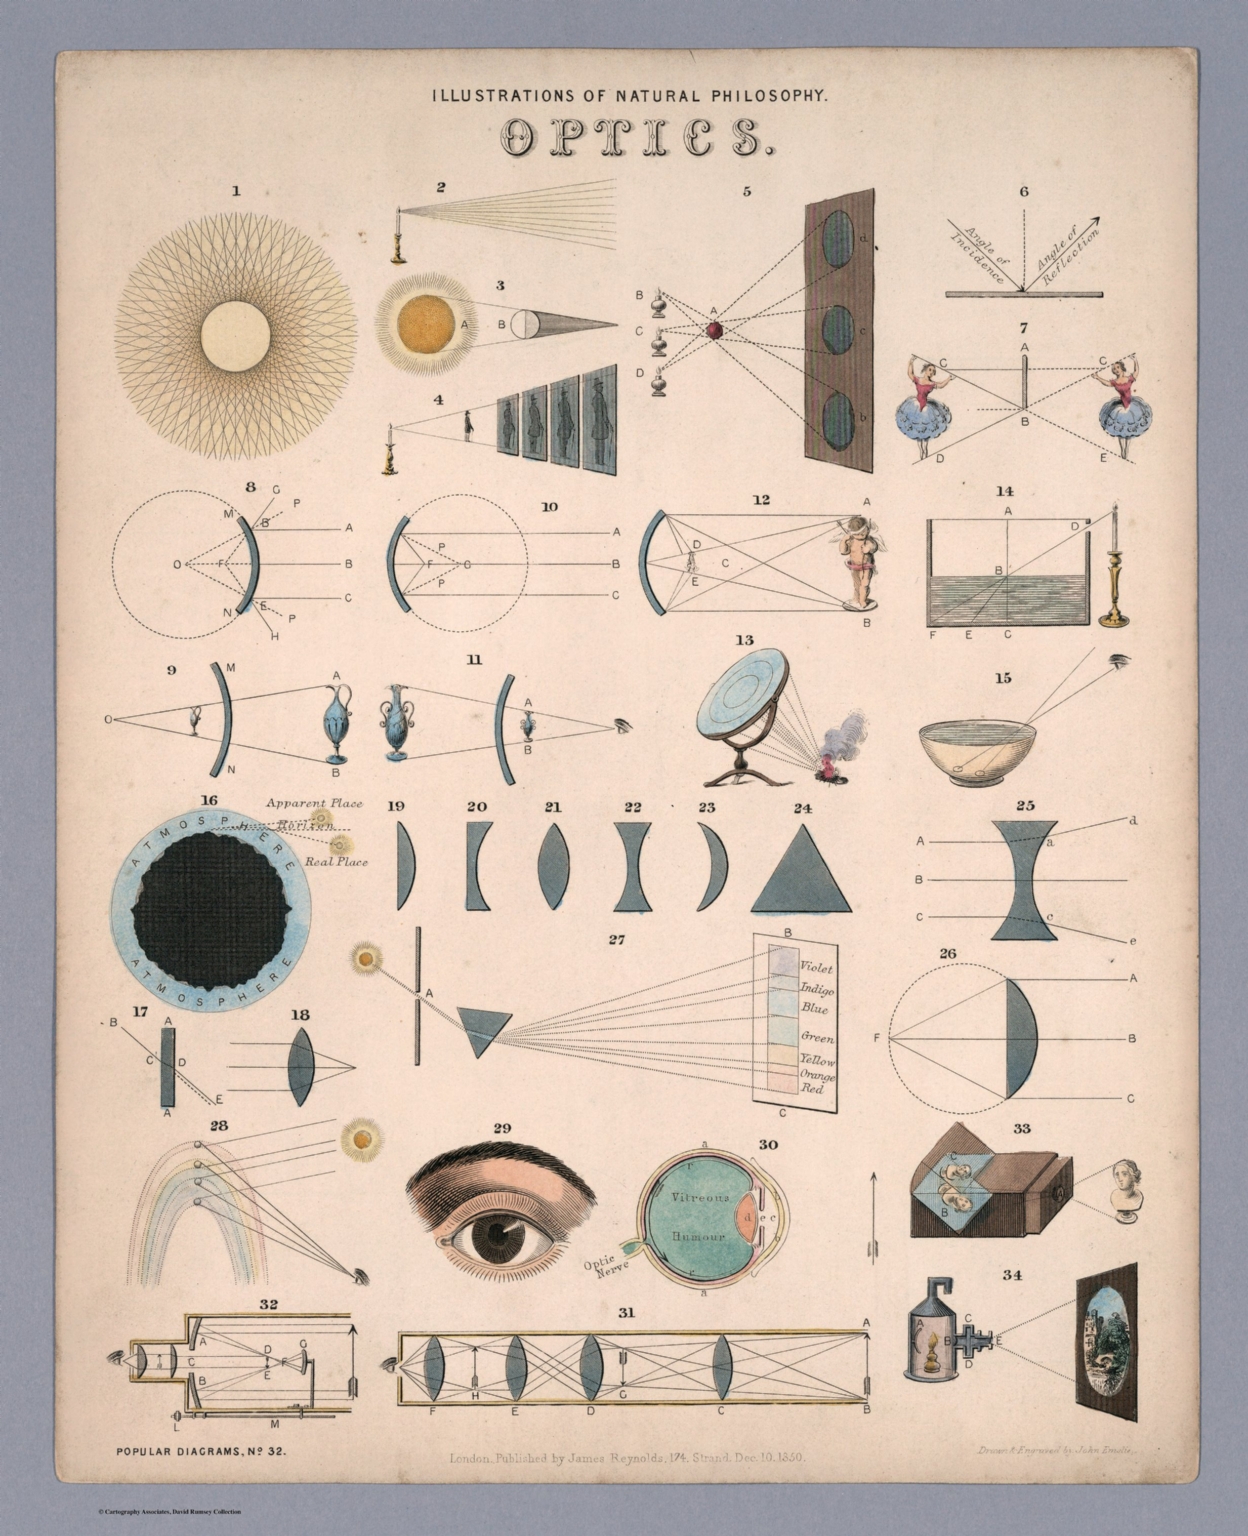 ILLUSTRATIONS OF NATURAL PHILOSOPHY.
OPTICS.
1
2
3
A
B
4
5
B
C
D
A
d
c
b
6
Angle of Incidence
Angle of Reflection
7
A
C
C
B
D
E
8
G
P
M
B
A
O
F
B
N
E
C
P
H
10
A
P
F
C
B
P
C
12
A
D
C
E
B
14
A
D
B
F
E
C
9
M
A
O
N
B
11
A
B
13
15
16
Apparent Place
Horizon
Real Place
ATMOSPHERE
ATMOSPHERE
19
20
21
22
23
24
25
A
a
d
B
C
c
e
17
B
A
C
D
E
A
18
27
A
B
Violet
Indigo
Blue
Green
Yellow
Orange
Red
C
26
A
F
B
C
28
29
30
a
r
Vitreous
d
e
c
Humour
Optic
Nerve
r
a
33
C
B
A
32
A
C
D
G
F
B
E
L
M
31
A
H
G
F
E
D
C
B
34
A
B
C
D
E
POPULAR DIAGRAMS, No. 32.
London, Published by James Reynolds, 174, Strand, Dec. 10, 1850.
Drawn & Engraved by John Emslie.
© Cartography Associates, David Rumsey Collection